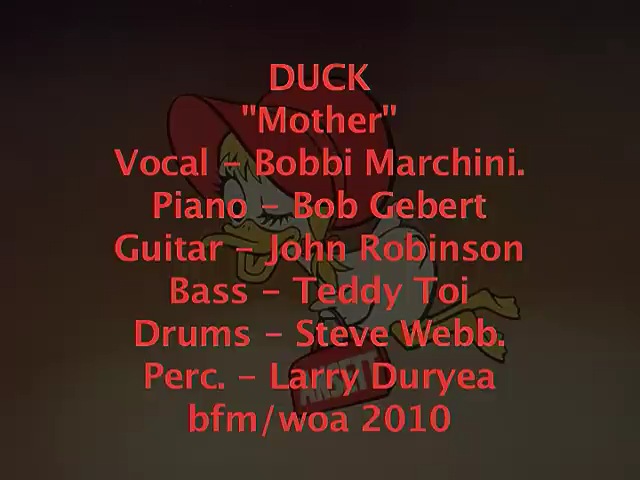 DUCK
"Mother"
Vocal - Bobbi Marchini.
Piano - Bob Gebert
Guitar - John Robinson
Bass - Teddy Toi
Drums - Steve Webb.
Perc. - Larry Duryea
ANSETT
bfm/woa 2010